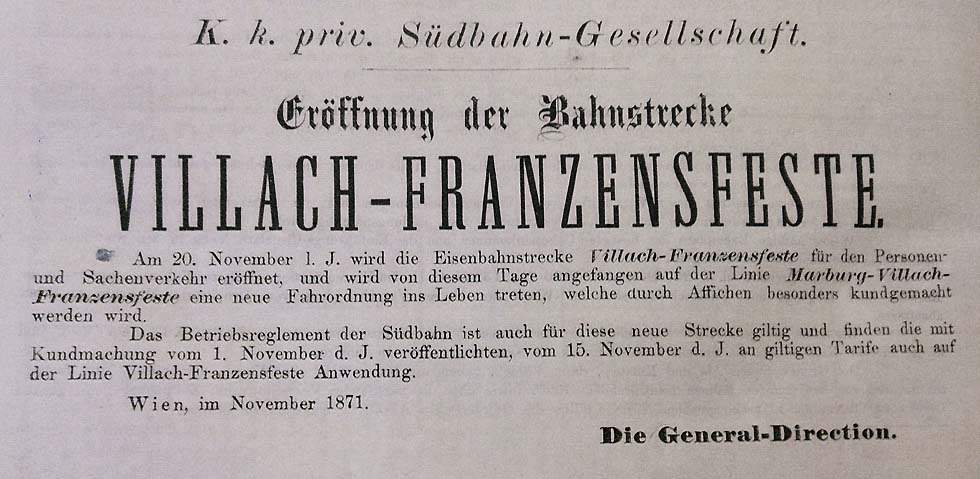 K. k. priv. Südbahn-Gesellschaft.
Eröffnung der Bahnstrecke
VILLACH-FRANZENSFESTE.
Am 20. November l. J. wird die Eisenbahnstrecke Villach-Franzensfeste für den Personen-
und Sachenverkehr eröffnet, und wird von diesem Tage angefangen auf der Linie Marburg-Villach-
Franzensfeste eine neue Fahrordnung ins Leben treten, welche durch Affichen besonders kundgemacht
werden wird.
Das Betriebsreglement der Südbahn ist auch für diese neue Strecke giltig und finden die mit
Kundmachung vom 1. November d. J. veröffentlichten, vom 15. November d. J. an giltigen Tarife auch auf
der Linie Villach-Franzensfeste Anwendung.
Wien, im November 1871.
Die General-Direction.